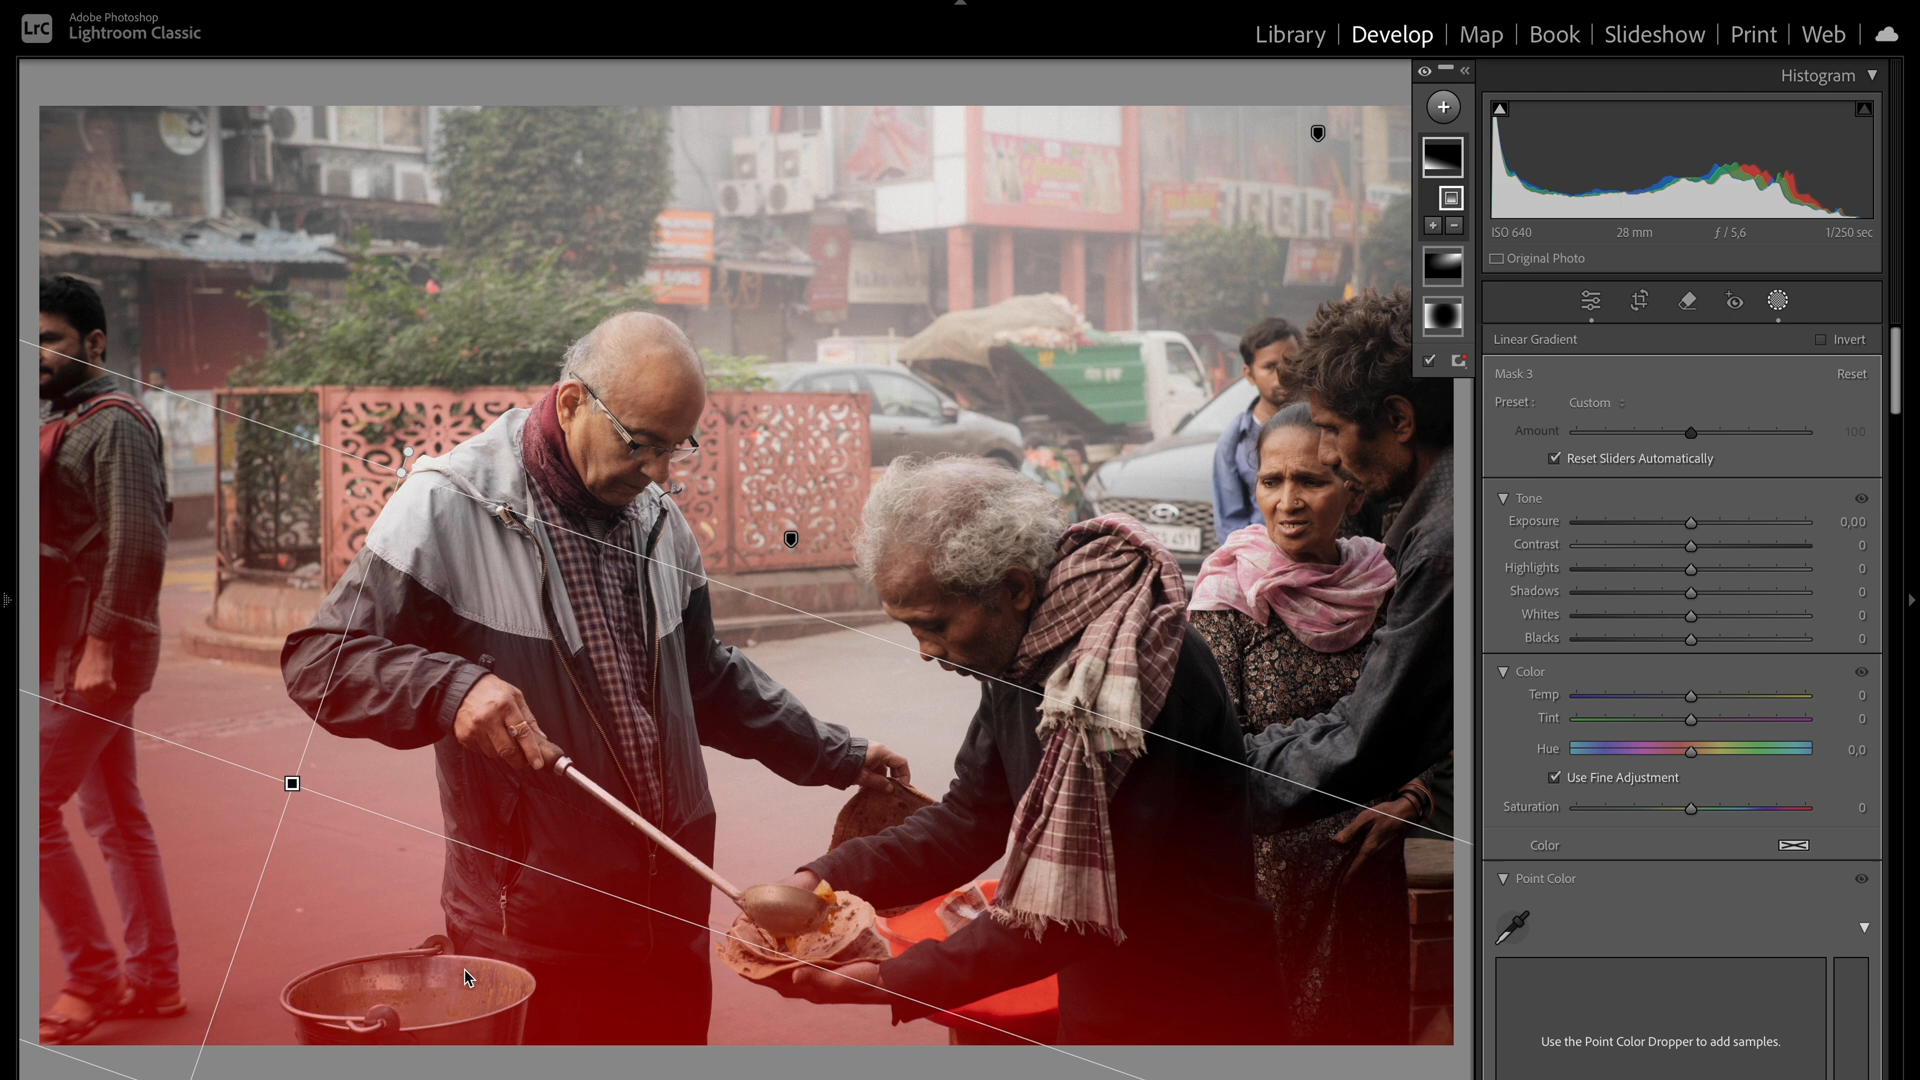 LrC
Adobe Photoshop
Lightroom Classic
Library | Develop | Map | Book | Slideshow | Print | Web
Histogram
ISO 640 28 mm ƒ / 5,6 1/250 sec
Original Photo
Linear Gradient Invert
Mask 3 Reset
Preset : Custom
Amount 100
Reset Sliders Automatically
Tone
Exposure 0,00
Contrast 0
Highlights 0
Shadows 0
Whites 0
Blacks 0
Color
Temp 0
Tint 0
Hue 0,0
Use Fine Adjustment
Saturation 0
Color
Point Color
Use the Point Color Dropper to add samples.